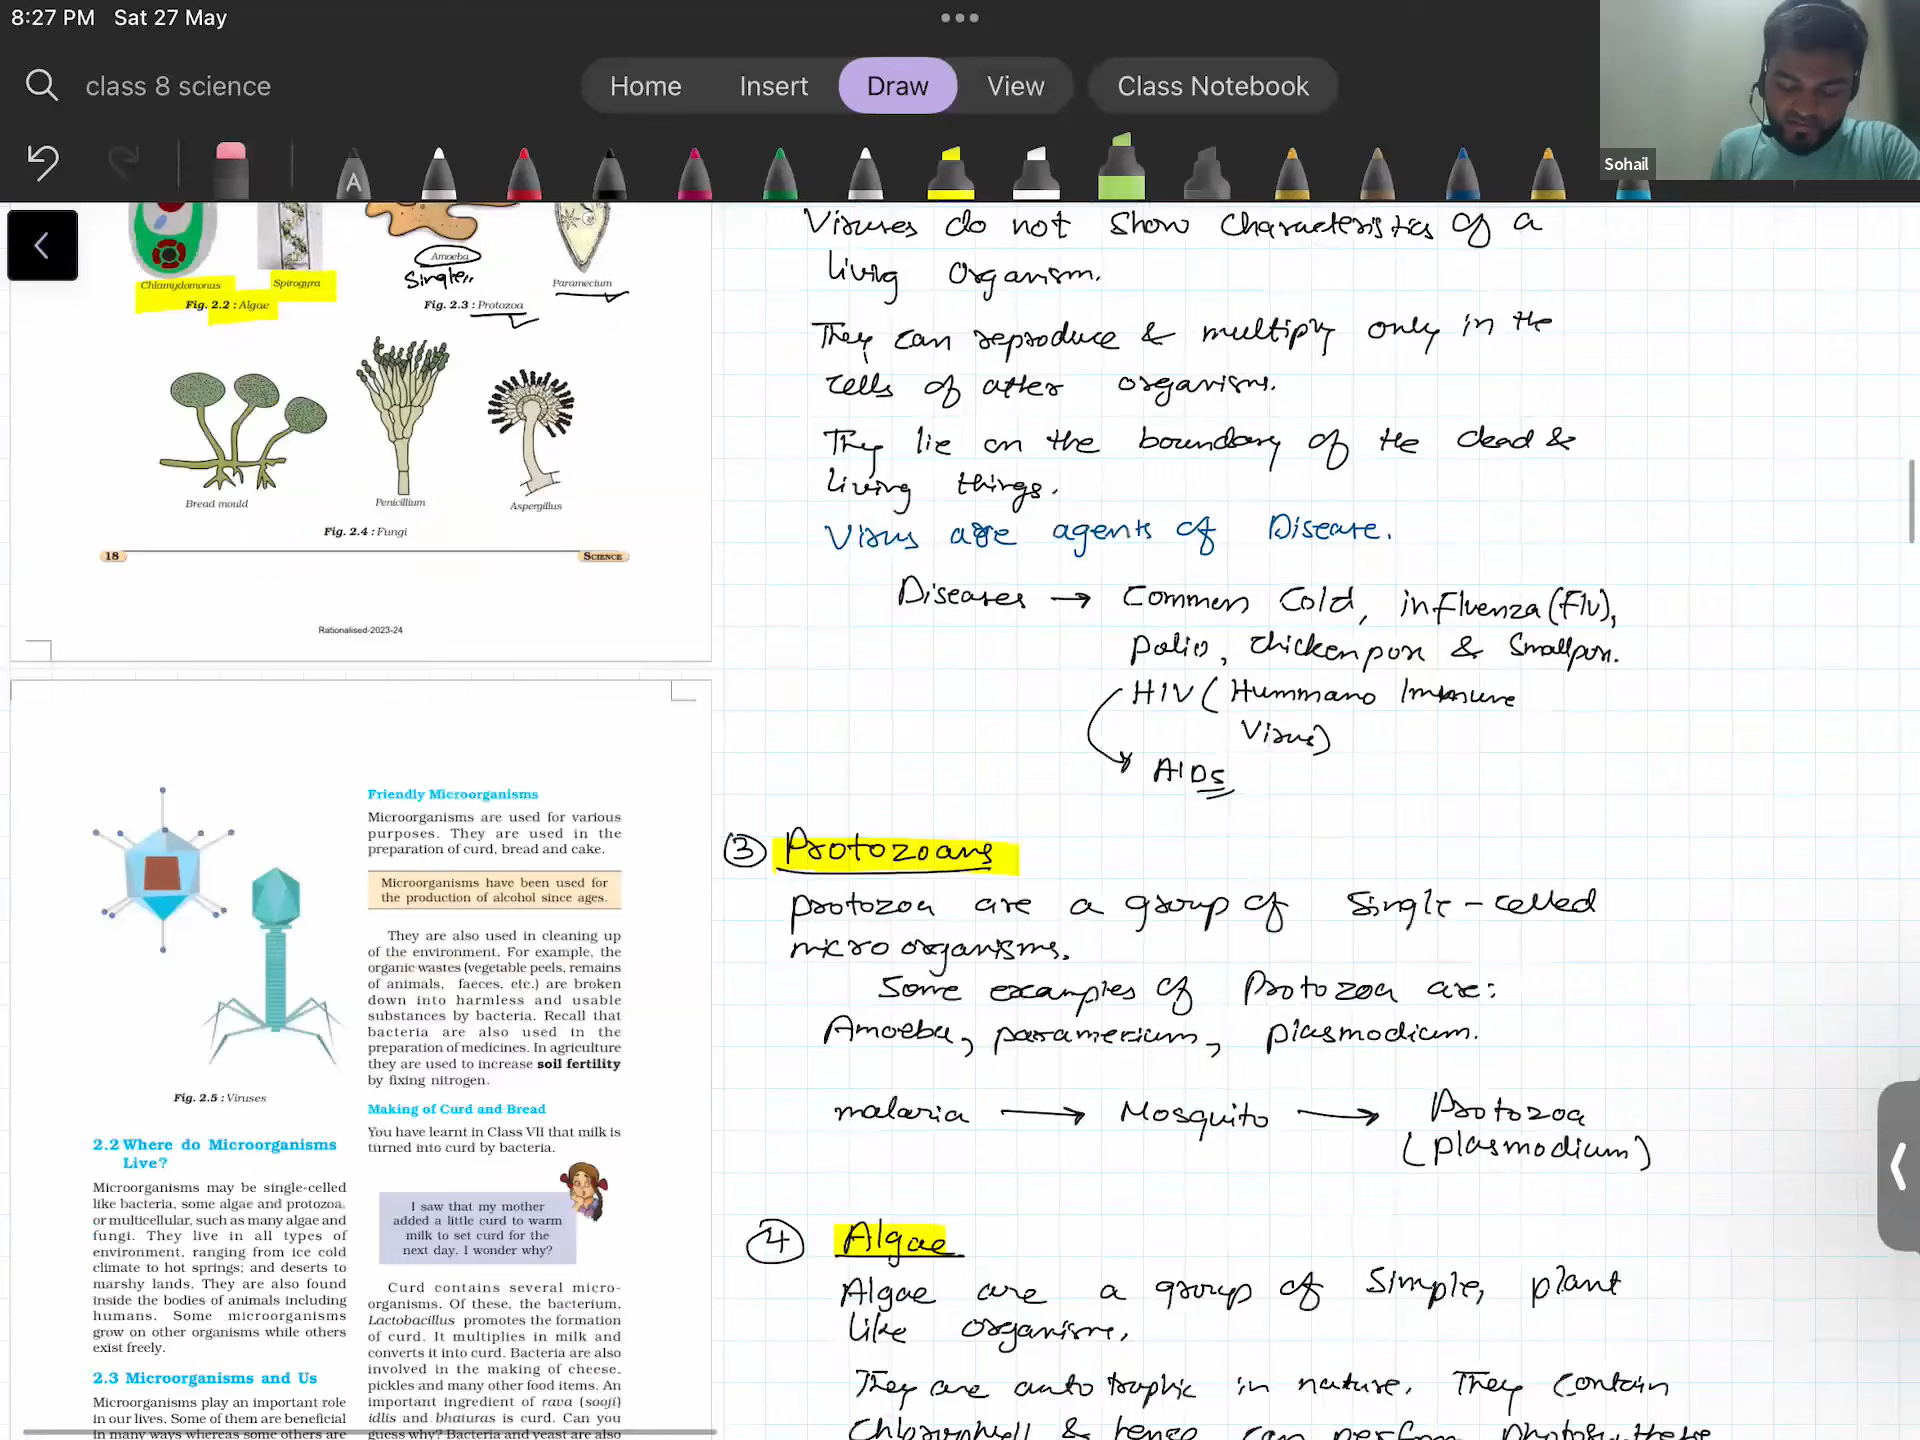 8:27 PM Sat 27 May
class 8 science
Home Insert Draw View Class Notebook
A
Sohail
Chlamydomonas
Spirogyra
Fig. 2.2 : Algae
Amoeba
Single
Paramecium
Fig. 2.3 : Protozoa
Bread mould
Penicillium
Aspergillus
Fig. 2.4 : Fungi
18
SCIENCE
Rationalised-2023-24
Fig. 2.5 : Viruses
2.2 Where do Microorganisms
Live?
Microorganisms may be single-celled
like bacteria, some algae and protozoa,
or multicellular, such as many algae and
fungi. They live in all types of
environment, ranging from ice cold
climate to hot springs; and deserts to
marshy lands. They are also found
inside the bodies of animals including
humans. Some microorganisms
grow on other organisms while others
exist freely.
2.3 Microorganisms and Us
Microorganisms play an important role
in our lives. Some of them are beneficial
in many ways whereas some others are
Friendly Microorganisms
Microorganisms are used for various
purposes. They are used in the
preparation of curd, bread and cake.
Microorganisms have been used for
the production of alcohol since ages.
They are also used in cleaning up
of the environment. For example, the
organic wastes (vegetable peels, remains
of animals, faeces, etc.) are broken
down into harmless and usable
substances by bacteria. Recall that
bacteria are also used in the
preparation of medicines. In agriculture
they are used to increase soil fertility
by fixing nitrogen.
Making of Curd and Bread
You have learnt in Class VII that milk is
turned into curd by bacteria.
I saw that my mother
added a little curd to warm
milk to set curd for the
next day. I wonder why?
Curd contains several micro-
organisms. Of these, the bacterium,
Lactobacillus promotes the formation
of curd. It multiplies in milk and
converts it into curd. Bacteria are also
involved in the making of cheese,
pickles and many other food items. An
important ingredient of rava (sooji)
idlis and bhaturas is curd. Can you
guess why? Bacteria and yeast are also
Viruses do not show characteristics of a
living organism.
They can reproduce & multiply only in the
cells of other organisms.
They lie on the boundary of the dead &
living things.
Virus are agents of Disease.
Diseases → Common Cold, influenza (Flu),
polio, chickenpox & Smallpox.
HIV ( Hummano Immune
Virus)
AIDS
③ Protozoans
protozoa are a group of single-celled
micro organisms.
Some examples of Protozoa are:
Amoeba, paramecium, plasmodium.
malaria → Mosquito → Protozoa
(plasmodium)
④ Algae
Algae are a group of simple, plant
like organisms.
They are auto trophic in nature. They contain
& hence can perform